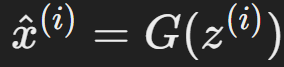 x̂⁽ⁱ⁾ = G(z⁽ⁱ⁾)